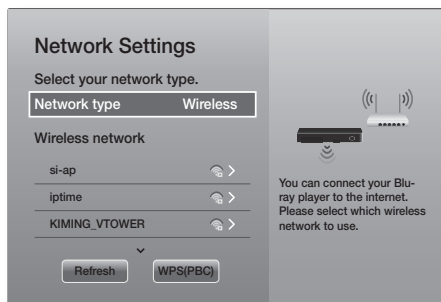 Network Settings
Select your network type.
Network type Wireless
Wireless network
si-ap
iptime
KIMING_VTOWER
Refresh WPS(PBC)
You can connect your Blu-
ray player to the internet.
Please select which wireless
network to use.